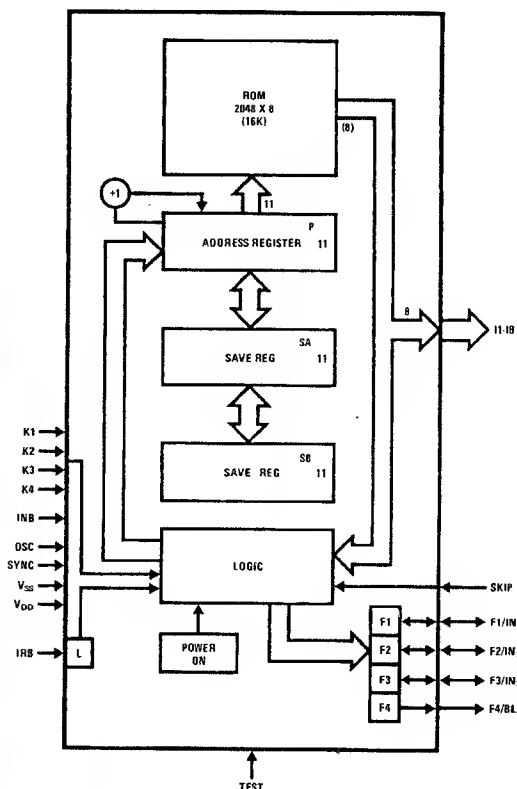 ROM
2048 X 8
(16K)
(8)
+1
11
P
ADDRESS REGISTER 11
8
I1-I8
SA
SAVE REG 11
K1
K2
K3
K4
SB
SAVE REG 11
INB
OSC
SYNC
VSS
VDD
LOGIC
SKIP
IRB
L
POWER
ON
F1
F1/IN
F2
F2/IN
F3
F3/IN
F4
F4/BL
TEST